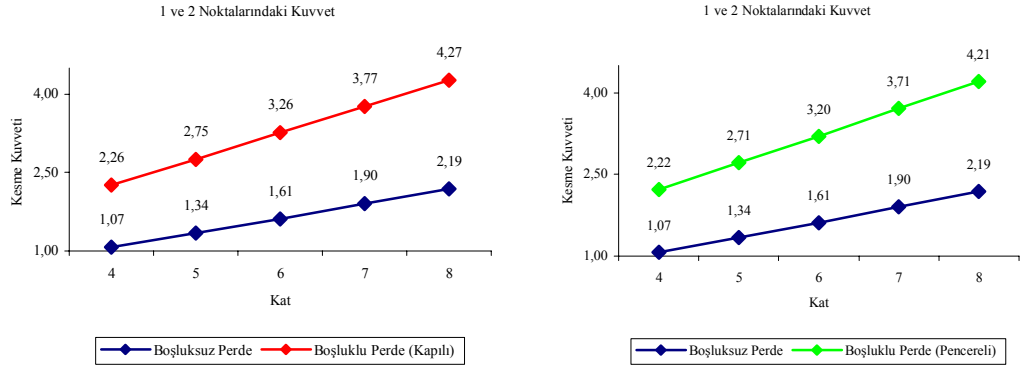 1 ve 2 Noktalarındaki Kuvvet
4,27
3,77
3,26
2,75
2,26
2,19
1,90
1,61
1,34
1,07
4,00
2,50
1,00
Kesme Kuvveti
4 5 6 7 8
Kat
Boşluksuz Perde Boşluklu Perde (Kapılı)
1 ve 2 Noktalarındaki Kuvvet
4,21
3,71
3,20
2,71
2,22
2,19
1,90
1,61
1,34
1,07
4,00
2,50
1,00
Kesme Kuvveti
4 5 6 7 8
Kat
Boşluksuz Perde Boşluklu Perde (Pencereli)